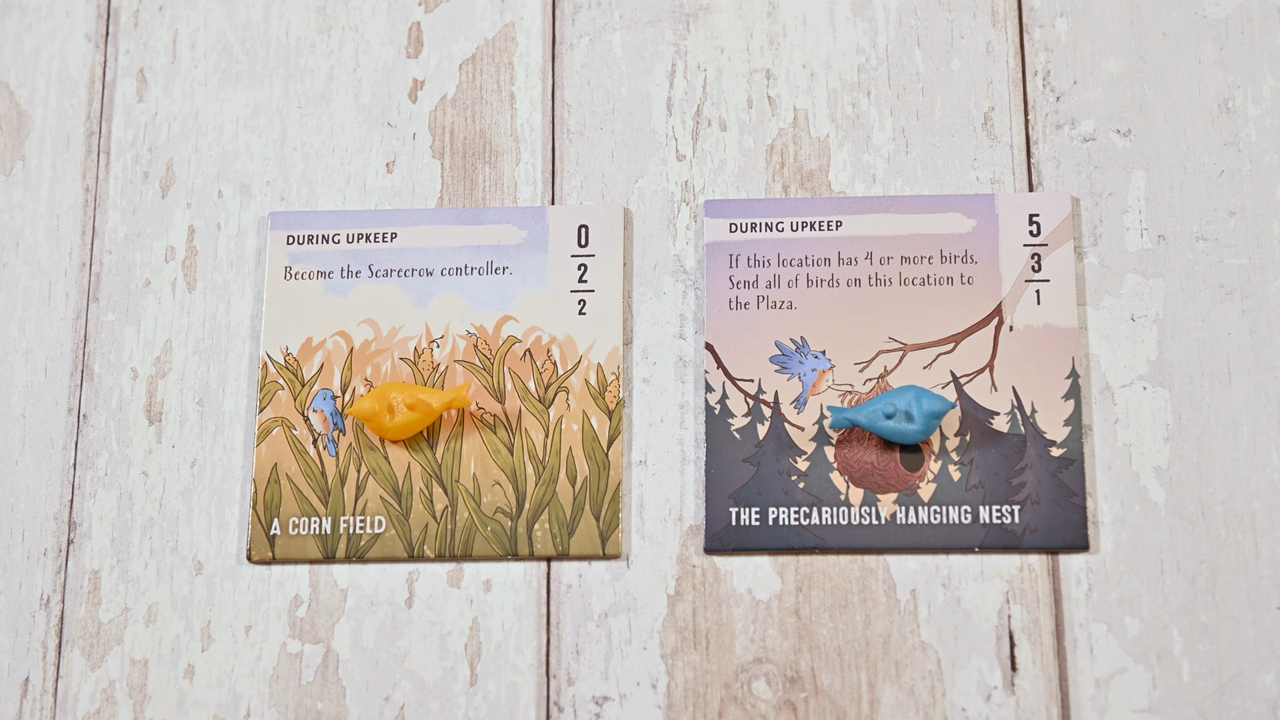 DURING UPKEEP
Become the Scarecrow controller.
0
2
2
A CORN FIELD
DURING UPKEEP
If this location has 4 or more birds,
Send all of birds on this location to
the Plaza.
5
3
1
THE PRECARIOUSLY HANGING NEST